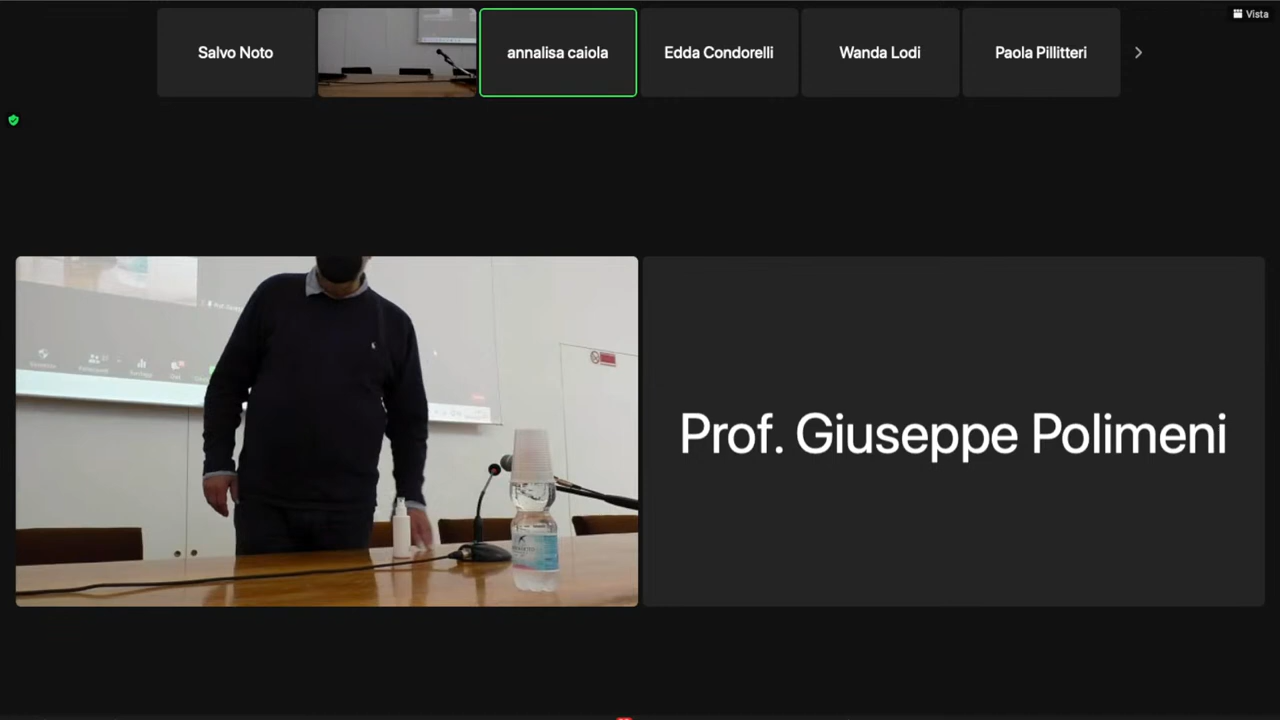 Vista
Salvo Noto
annalisa caiola
Edda Condorelli
Wanda Lodi
Paola Pillitteri
Prof. Giuseppe Polimeni